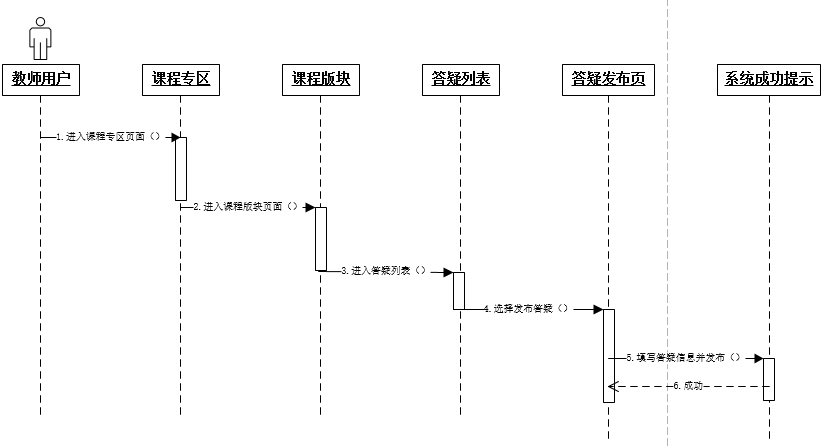 教师用户
课程专区
课程版块
答疑列表
答疑发布页
系统成功提示
1.进入课程专区页面（）
2.进入课程版块页面（）
3.进入答疑列表（）
4.选择发布答疑（）
5.填写答疑信息并发布（）
6.成功